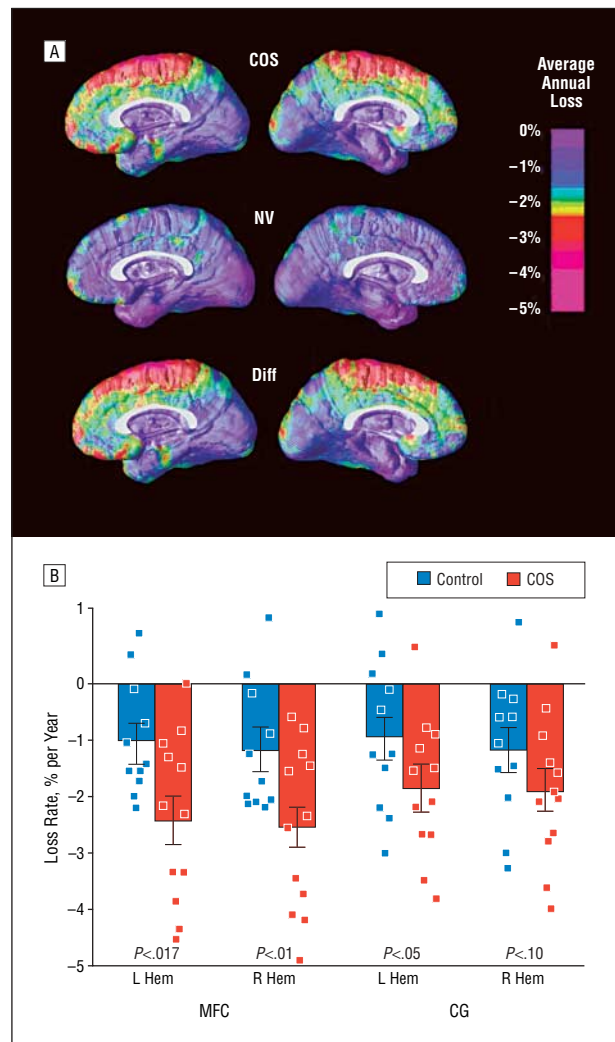 A
COS
NV
Diff
Average
Annual
Loss
0%
−1%
−2%
−3%
−4%
−5%
B
Control COS
Loss Rate, % per Year
1
0
−1
−2
−3
−4
−5
P<.017 P<.01 P<.05 P<.10
L Hem R Hem L Hem R Hem
MFC CG